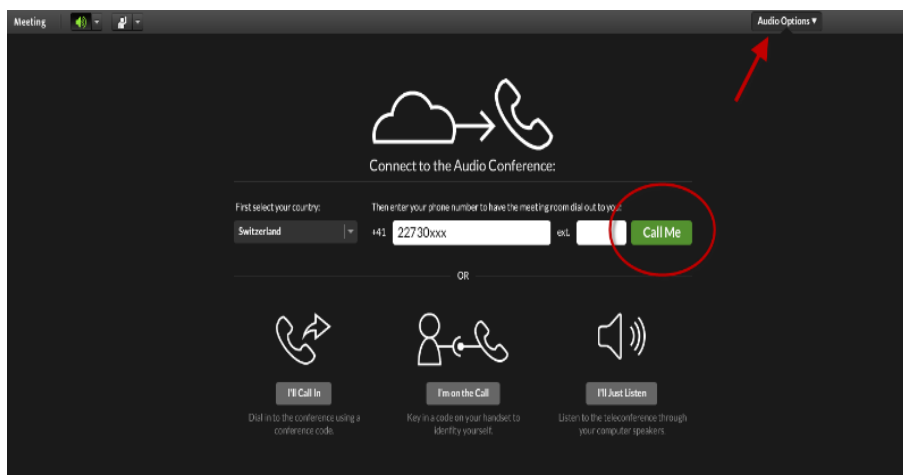 Meeting
Audio Options ▼
Connect to the Audio Conference:
First select your country:
Then enter your phone number to have the meeting room dial out to you:
Switzerland
+41 22730xxx ext. Call Me
OR
I'll Call In
I'm on the Call
I'll Just Listen
Dial in to the conference using a
conference code.
Key in a code on your handset to
identify yourself.
Listen to the teleconference through
your computer speakers.